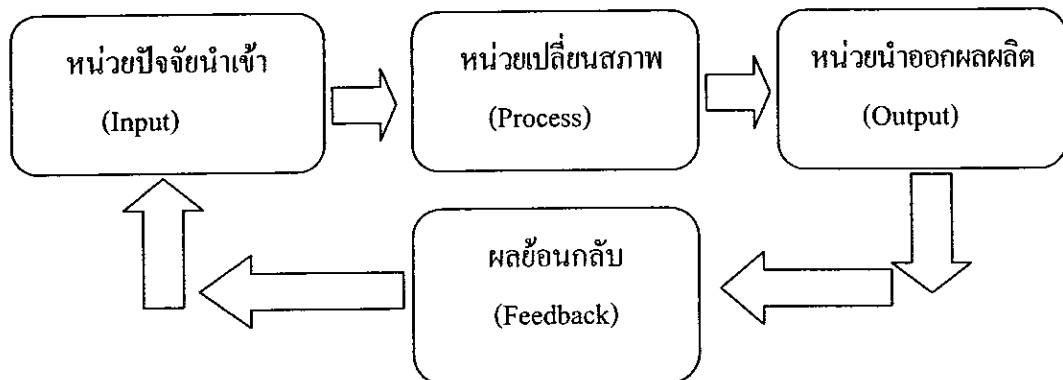 หน่วยปัจจัยนำเข้า
(Input)
หน่วยเปลี่ยนสภาพ
(Process)
หน่วยนำออกผลผลิต
(Output)
ผลย้อนกลับ
(Feedback)